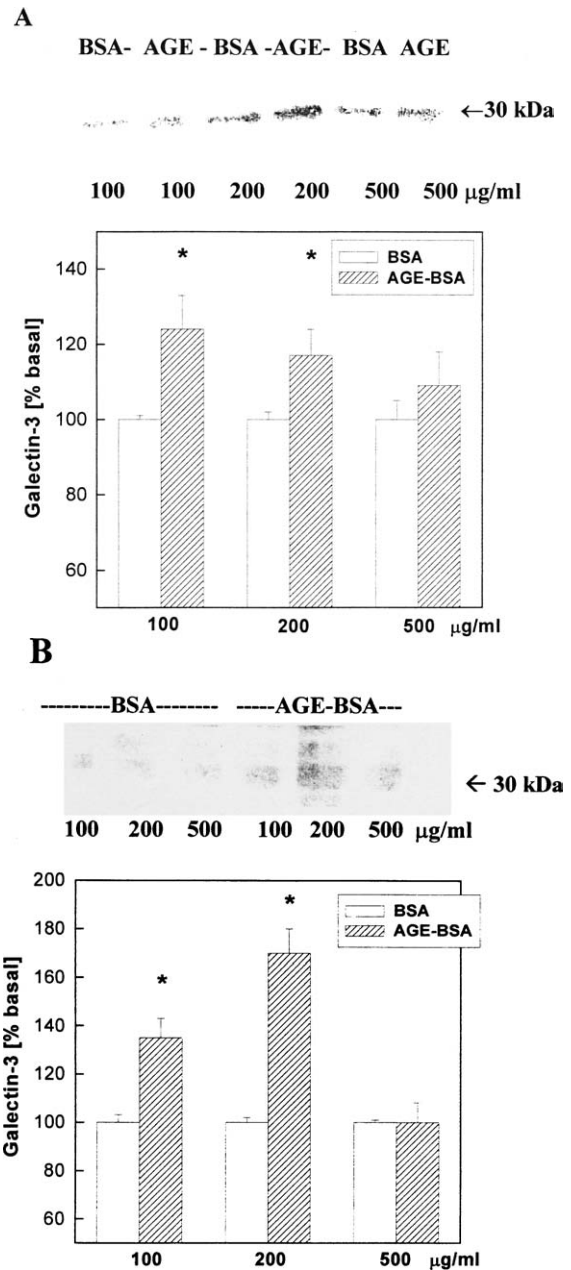 A
BSA- AGE - BSA -AGE- BSA AGE
←30 kDa
100 100 200 200 500 500 μg/ml
140
120
100
80
60
Galectin-3 [% basal]
* *
BSA
AGE-BSA
100 200 500 μg/ml
B
---------BSA-------- -----AGE-BSA---
← 30 kDa
100 200 500 100 200 500 μg/ml
200
180
160
140
120
100
80
60
Galectin-3 [% basal]
*
*
BSA
AGE-BSA
100 200 500 μg/ml